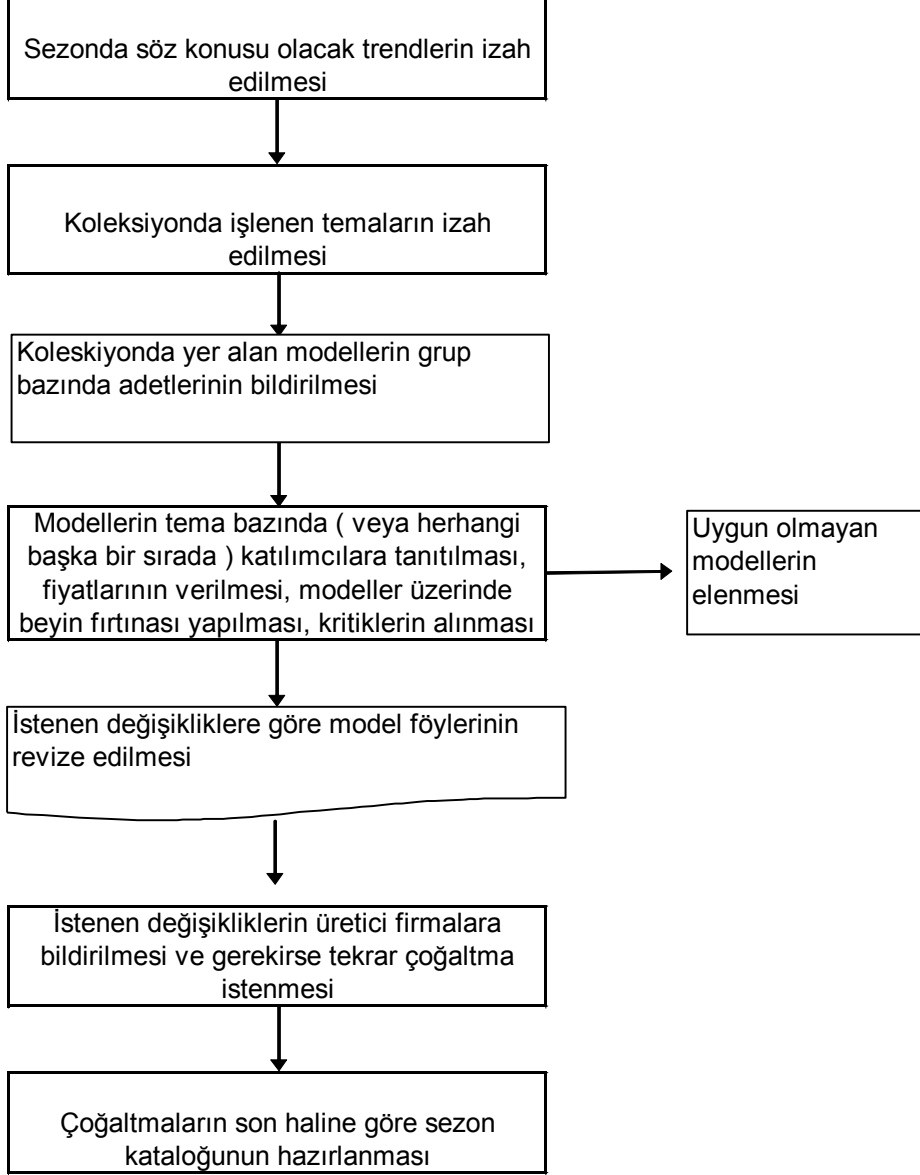 Sezonda söz konusu olacak trendlerin izah
edilmesi
Koleksiyonda işlenen temaların izah
edilmesi
Koleskiyonda yer alan modellerin grup
bazında adetlerinin bildirilmesi
Modellerin tema bazında ( veya herhangi
başka bir sırada ) katılımcılara tanıtılması,
fiyatlarının verilmesi, modeller üzerinde
beyin fırtınası yapılması, kritiklerin alınması
Uygun olmayan
modellerin
elenmesi
İstenen değişikliklere göre model föylerinin
revize edilmesi
İstenen değişikliklerin üretici firmalara
bildirilmesi ve gerekirse tekrar çoğaltma
istenmesi
Çoğaltmaların son haline göre sezon
kataloğunun hazırlanması